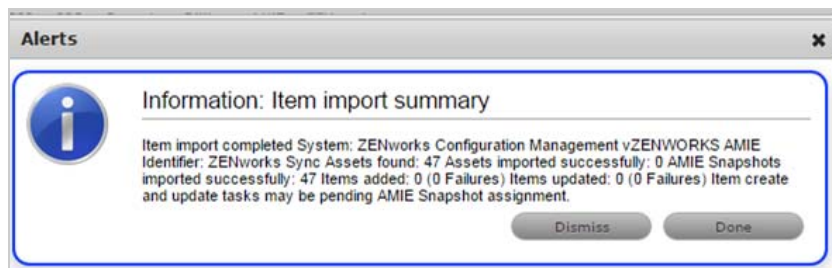 Alerts
Information: Item import summary
Item import completed System: ZENworks Configuration Management vZENWORKS AMIE
Identifier: ZENworks Sync Assets found: 47 Assets imported successfully: 0 AMIE Snapshots
imported successfully: 47 Items added: 0 (0 Failures) Items updated: 0 (0 Failures) Item create
and update tasks may be pending AMIE Snapshot assignment.
Dismiss Done